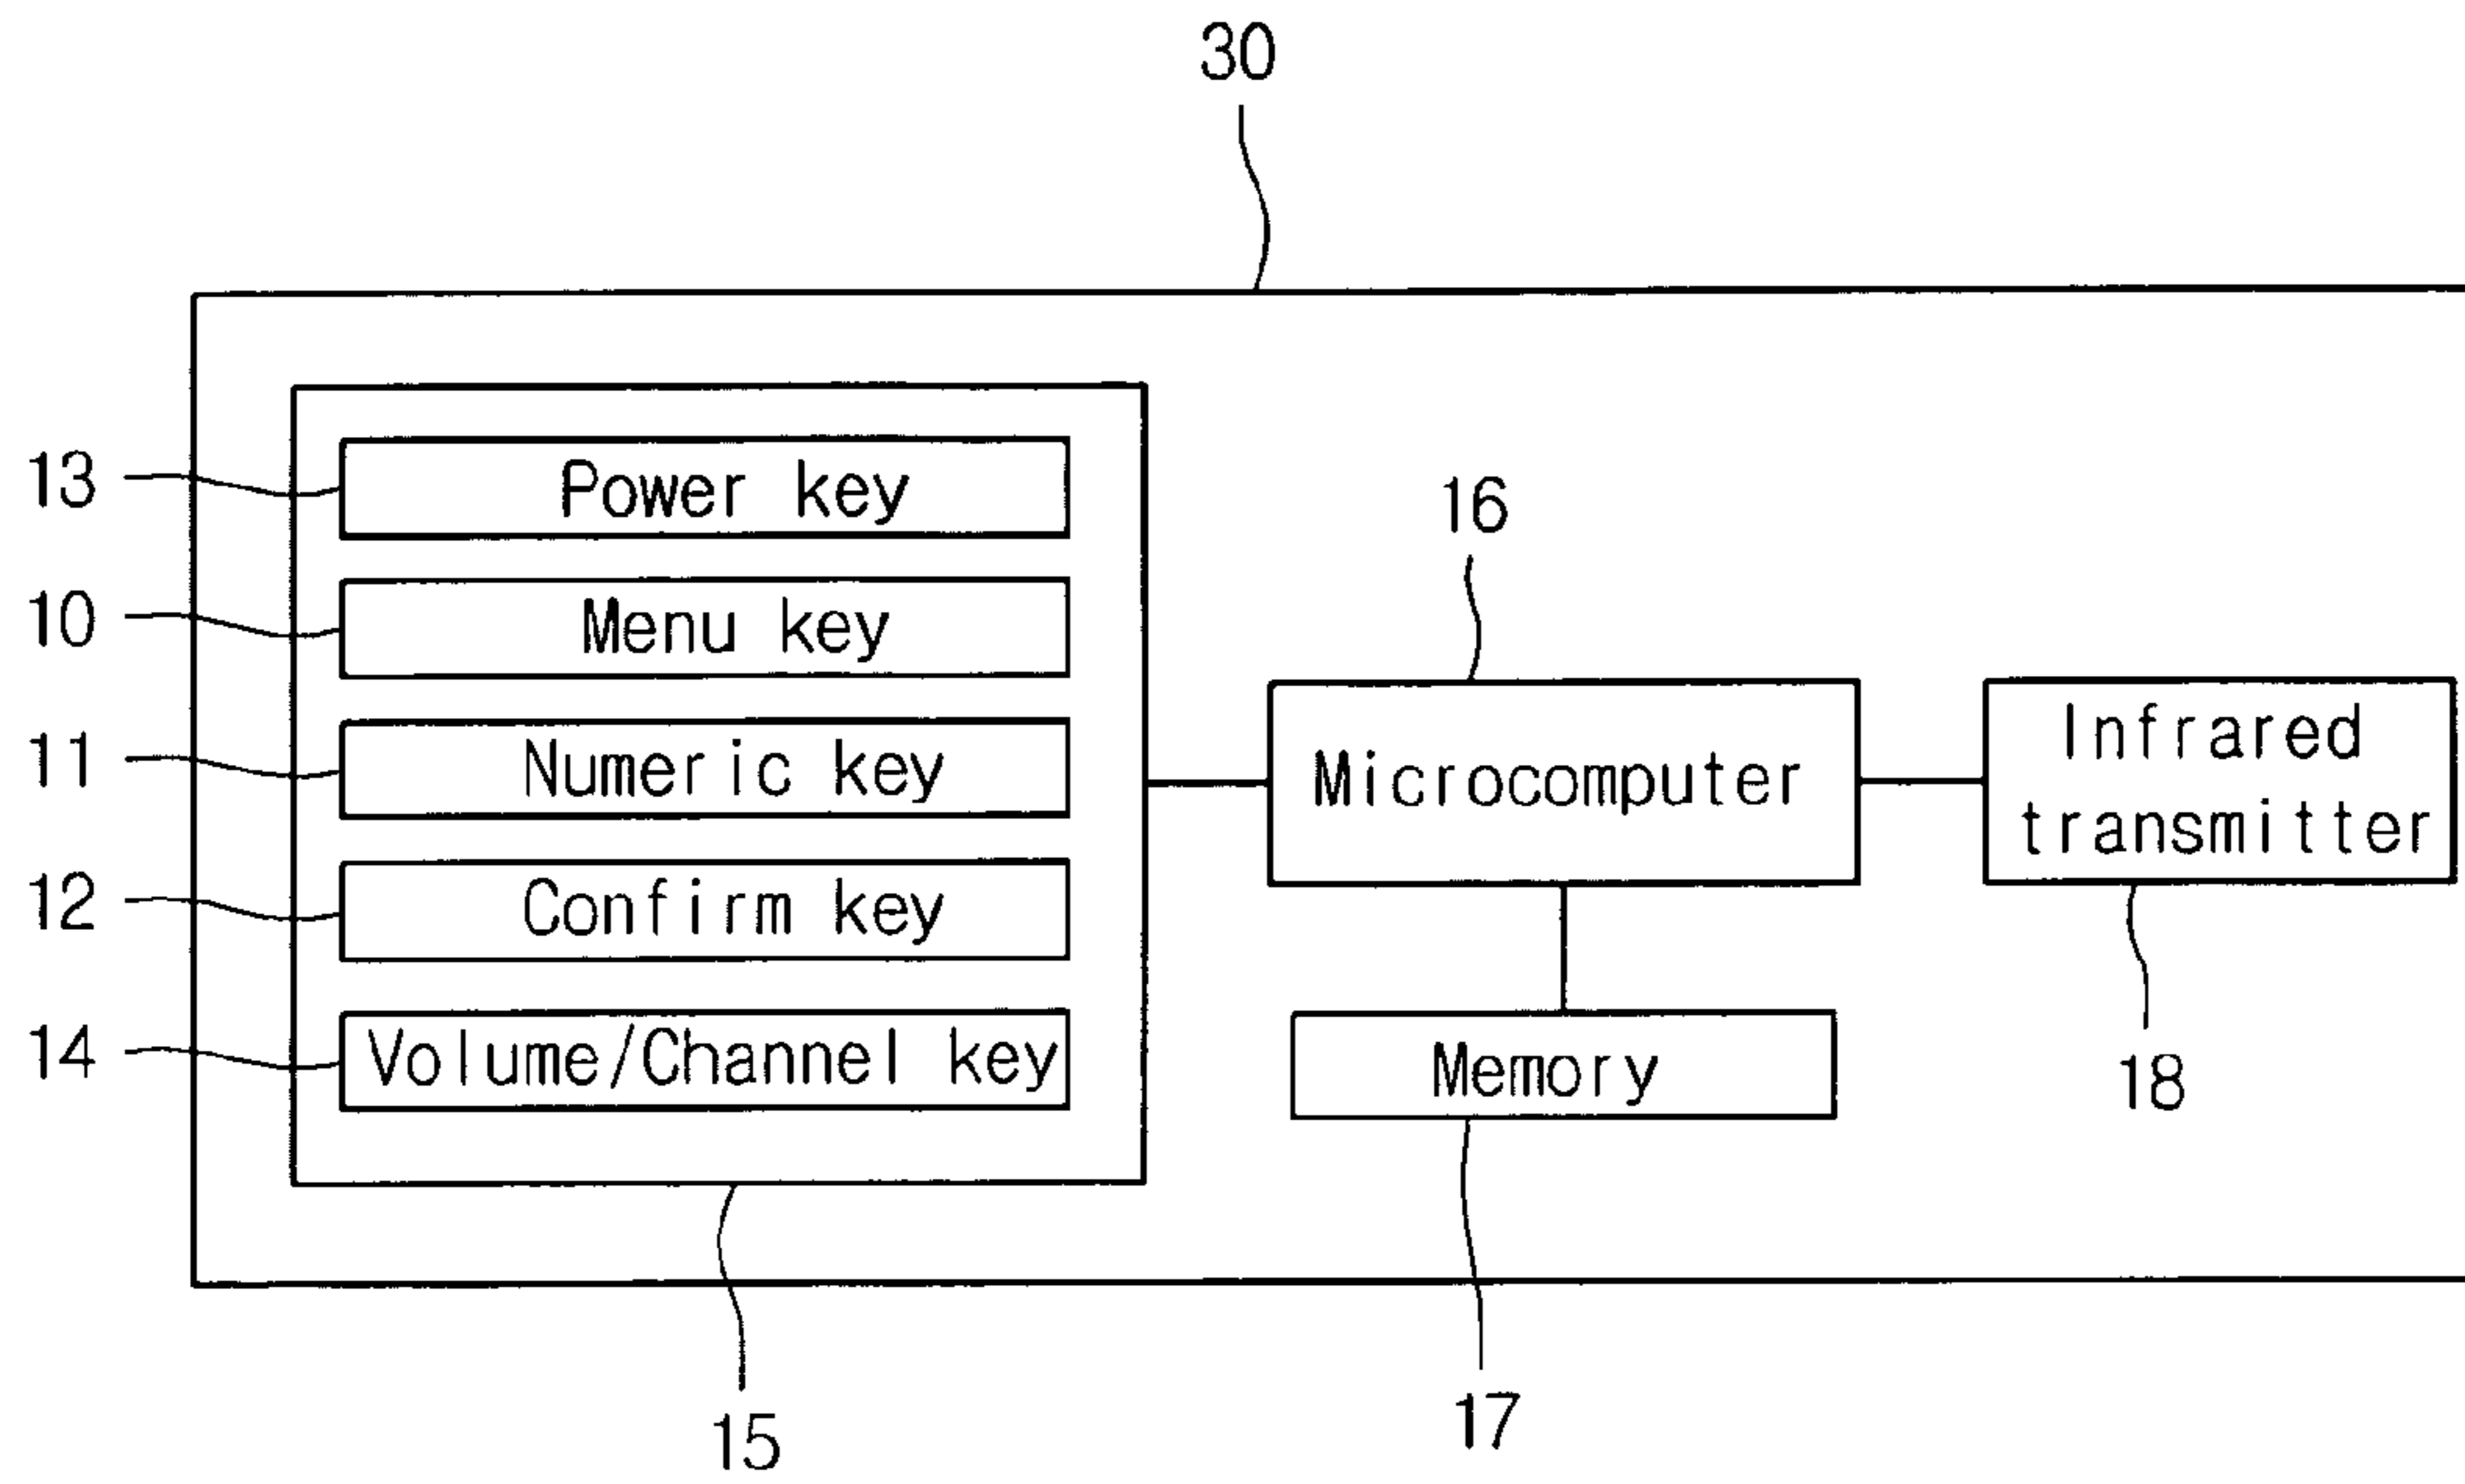 30
13
Power key
10
Menu key
11
Numeric key
12
Confirm key
14
Volume/Channel key
15
16
Microcomputer
Memory
17
Infrared
transmitter
18